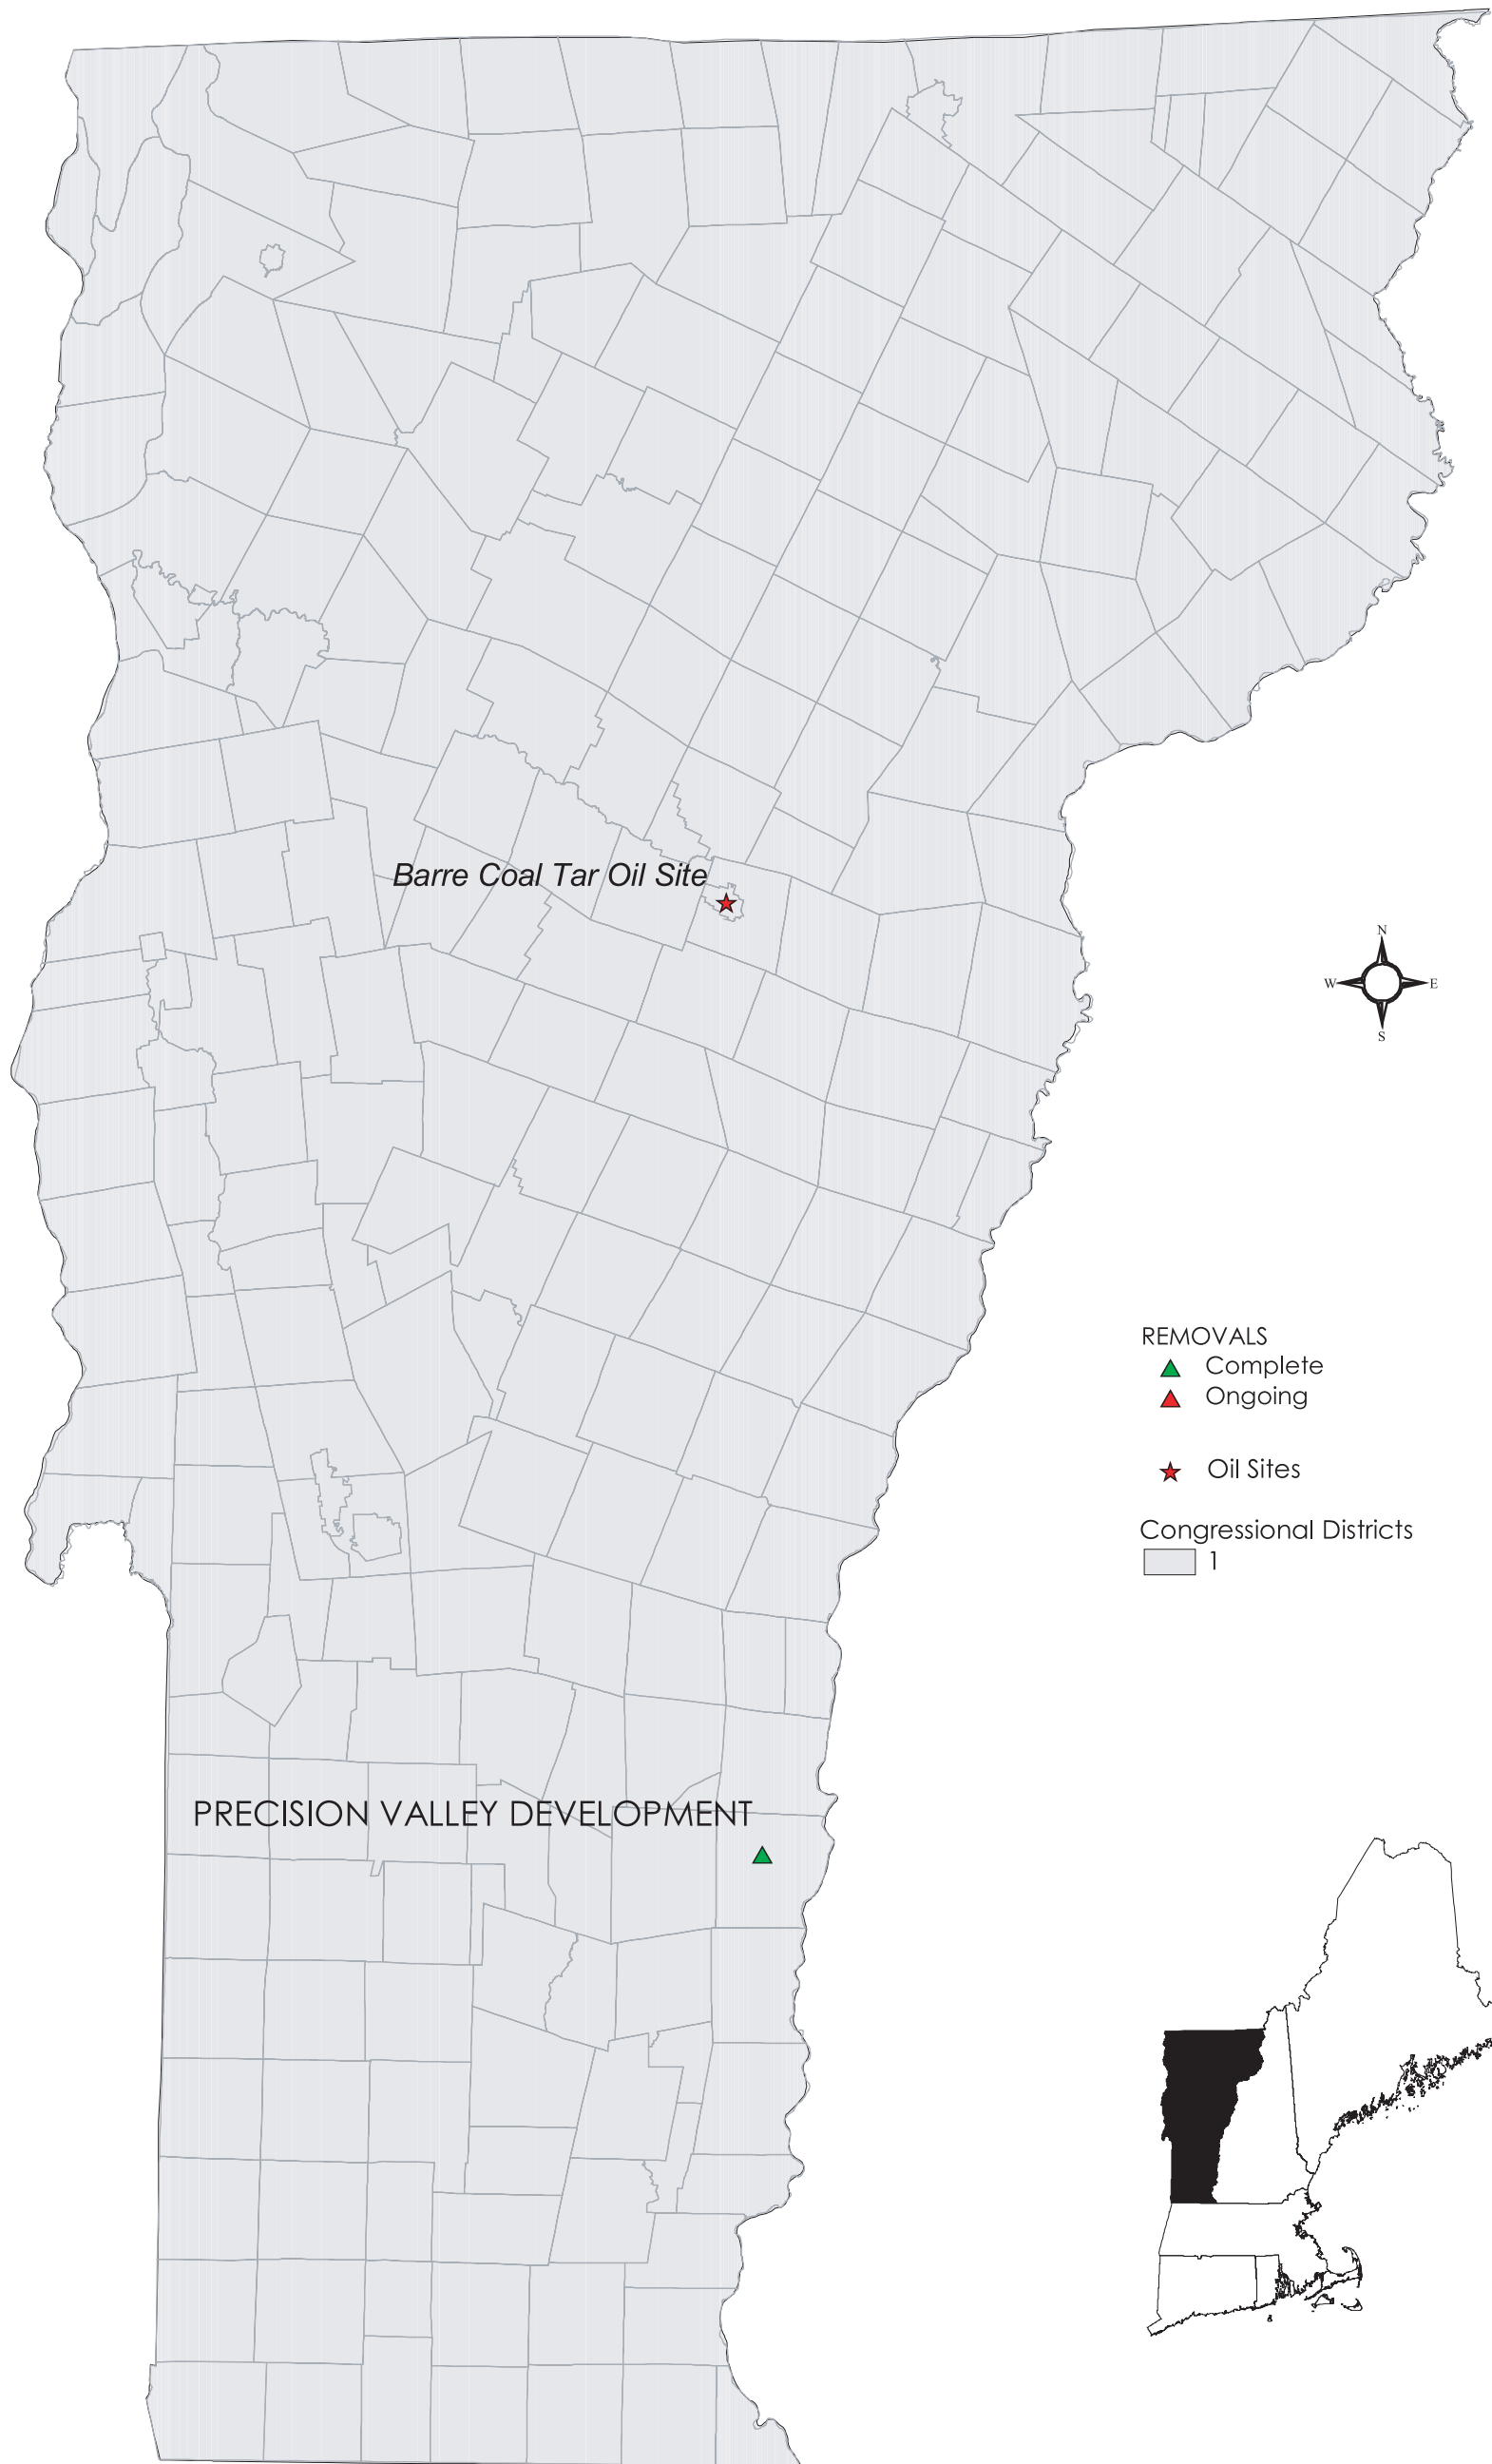 Barre Coal Tar Oil Site
N
W
E
S
REMOVALS
Complete
Ongoing
Oil Sites
Congressional Districts
1
PRECISION VALLEY DEVELOPMENT